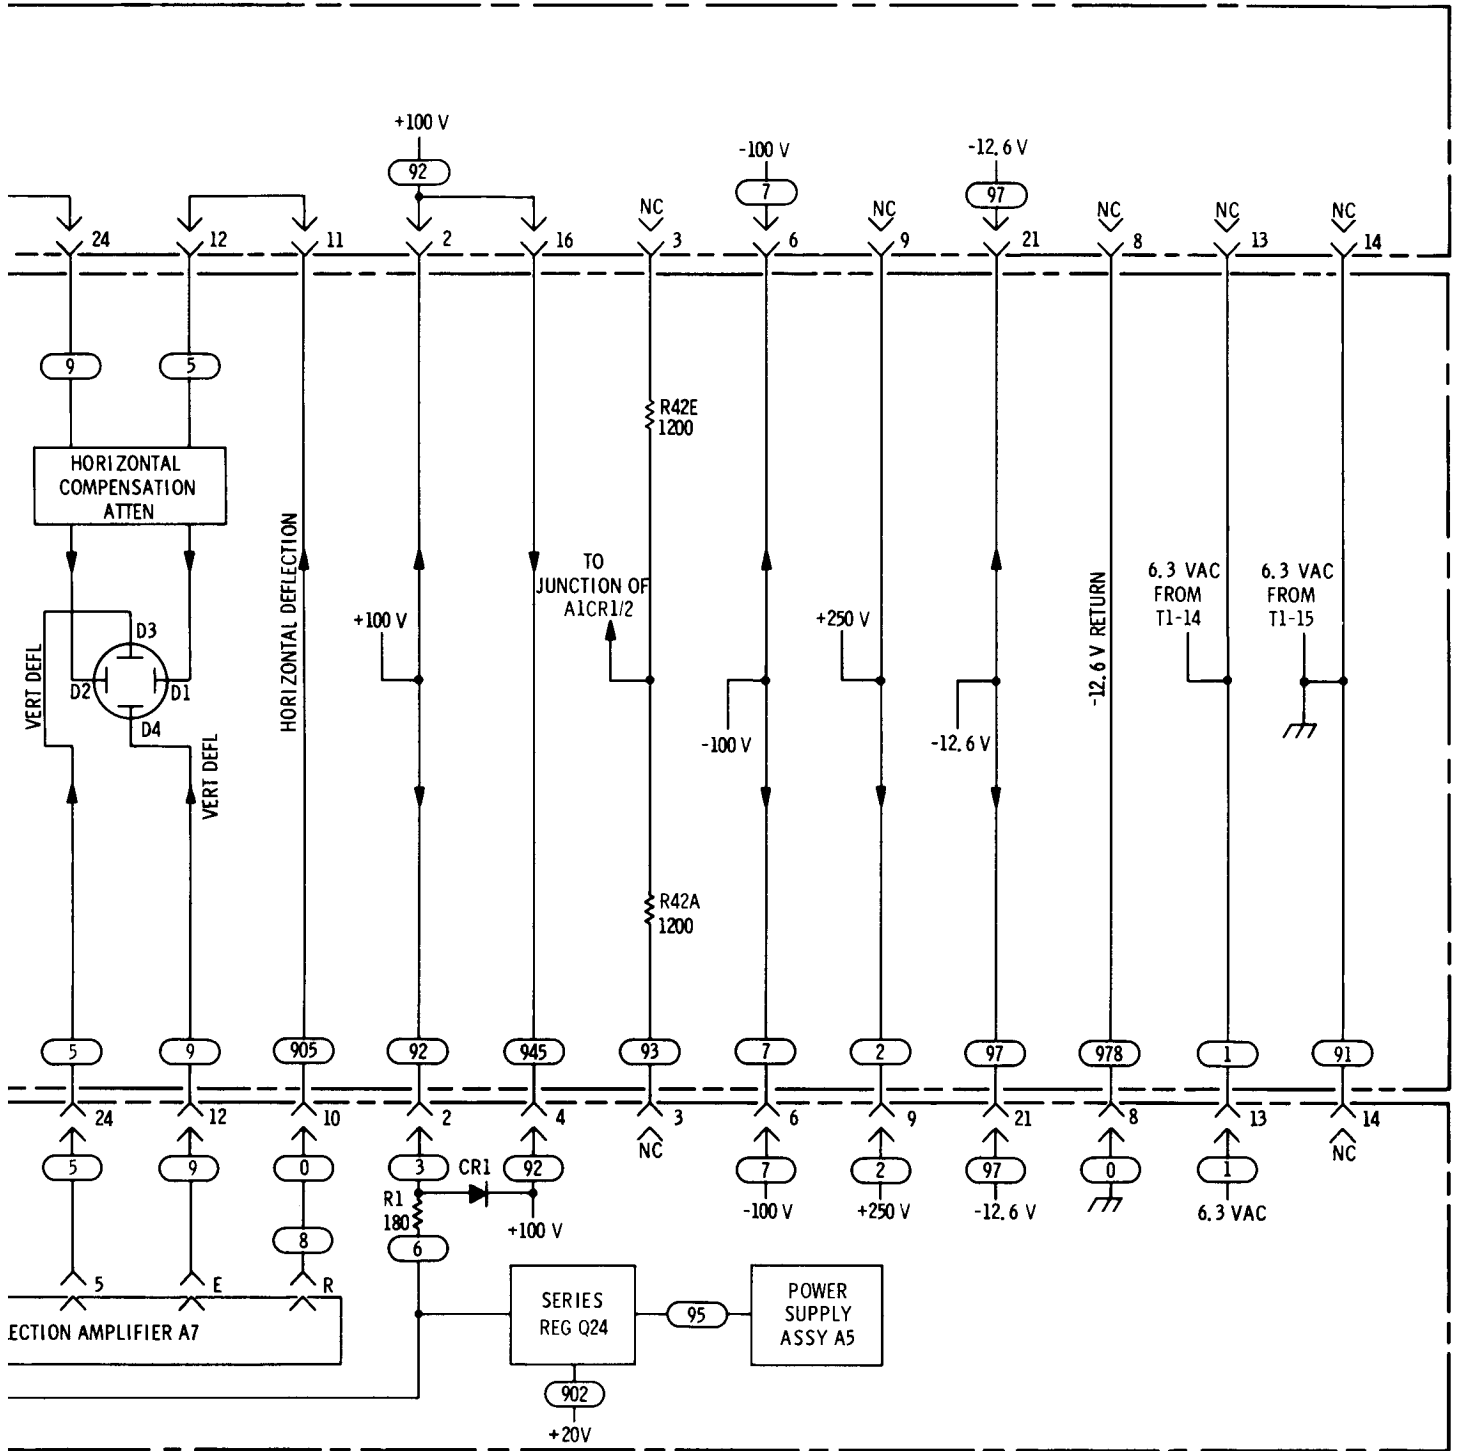 +100 V
92
-100 V
7
-12.6 V
97
NC
NC
NC
NC
NC
24
12
11
2
16
3
6
9
21
8
13
14
9
5
R42E
1200
HORIZONTAL
COMPENSATION
ATTEN
HORIZONTAL DEFLECTION
TO
JUNCTION OF
A1CR1/2
+100 V
+250 V
6.3 VAC
FROM
T1-14
6.3 VAC
FROM
T1-15
-12.6 V RETURN
VERT DEFL
D3
D2
D1
D4
VERT DEFL
-100 V
-12.6 V
R42A
1200
5
9
905
92
945
93
7
2
97
978
1
91
24
12
10
2
4
3
6
9
21
8
13
14
NC
NC
5
9
0
3
CR1
92
7
2
97
0
1
R1
180
+100 V
-100 V
+250 V
-12.6 V
6.3 VAC
8
6
5
E
R
ECTION AMPLIFIER A7
SERIES
REG Q24
95
POWER
SUPPLY
ASSY A5
902
+20V